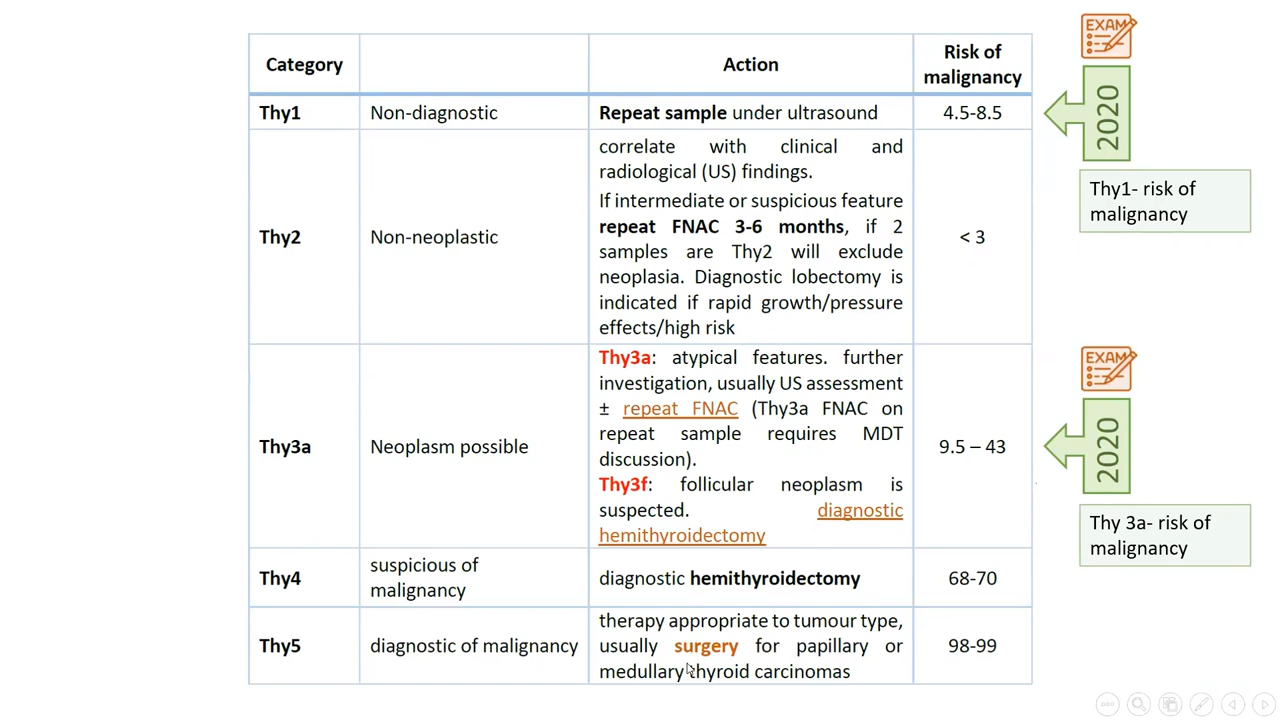 Category Action Risk of malignancy
Thy1 Non-diagnostic Repeat sample under ultrasound 4.5-8.5
Thy2 Non-neoplastic correlate with clinical and
radiological (US) findings.
If intermediate or suspicious feature
repeat FNAC 3-6 months, if 2
samples are Thy2 will exclude
neoplasia. Diagnostic lobectomy is
indicated if rapid growth/pressure
effects/high risk
< 3
Thy3a Neoplasm possible
Thy3a: atypical features. further
investigation, usually US assessment
± repeat FNAC (Thy3a FNAC on
repeat sample requires MDT
discussion).
Thy3f: follicular neoplasm is
suspected. diagnostic
hemithyroidectomy
9.5 – 43
Thy4 suspicious of
malignancy
diagnostic hemithyroidectomy 68-70
Thy5 diagnostic of malignancy
therapy appropriate to tumour type,
usually surgery for papillary or
medullary thyroid carcinomas
98-99
EXAM
2020
Thy1- risk of
malignancy
EXAM
2020
Thy 3a- risk of
malignancy